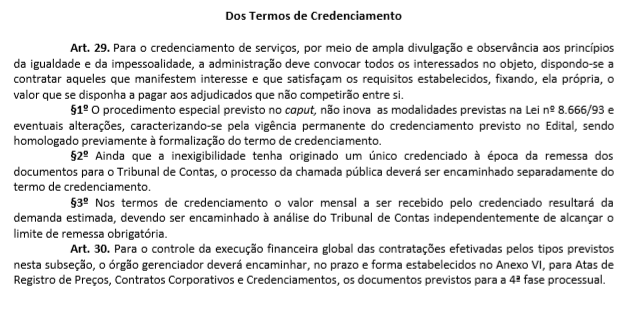 Dos Termos de Credenciamento
Art. 29. Para o credenciamento de serviços, por meio de ampla divulgação e observância aos princípios
da igualdade e da impessoalidade, a administração deve convocar todos os interessados no objeto, dispondo-se a
contratar aqueles que manifestem interesse e que satisfaçam os requisitos estabelecidos, fixando, ela própria, o
valor que se disponha a pagar aos adjudicados que não competirão entre si.
§1º O procedimento especial previsto no caput, não inova as modalidades previstas na Lei nº 8.666/93 e
eventuais alterações, caracterizando-se pela vigência permanente do credenciamento previsto no Edital, sendo
homologado previamente à formalização do termo de credenciamento.
§2º Ainda que a inexigibilidade tenha originado um único credenciado à época da remessa dos
documentos para o Tribunal de Contas, o processo da chamada pública deverá ser encaminhado separadamente do
termo de credenciamento.
§3º Nos termos de credenciamento o valor mensal a ser recebido pelo credenciado resultará da
demanda estimada, devendo ser encaminhado à análise do Tribunal de Contas independentemente de alcançar o
limite de remessa obrigatória.
Art. 30. Para o controle da execução financeira global das contratações efetivadas pelos tipos previstos
nesta subseção, o órgão gerenciador deverá encaminhar, no prazo e forma estabelecidos no Anexo VI, para Atas de
Registro de Preços, Contratos Corporativos e Credenciamentos, os documentos previstos para a 4ª fase processual.